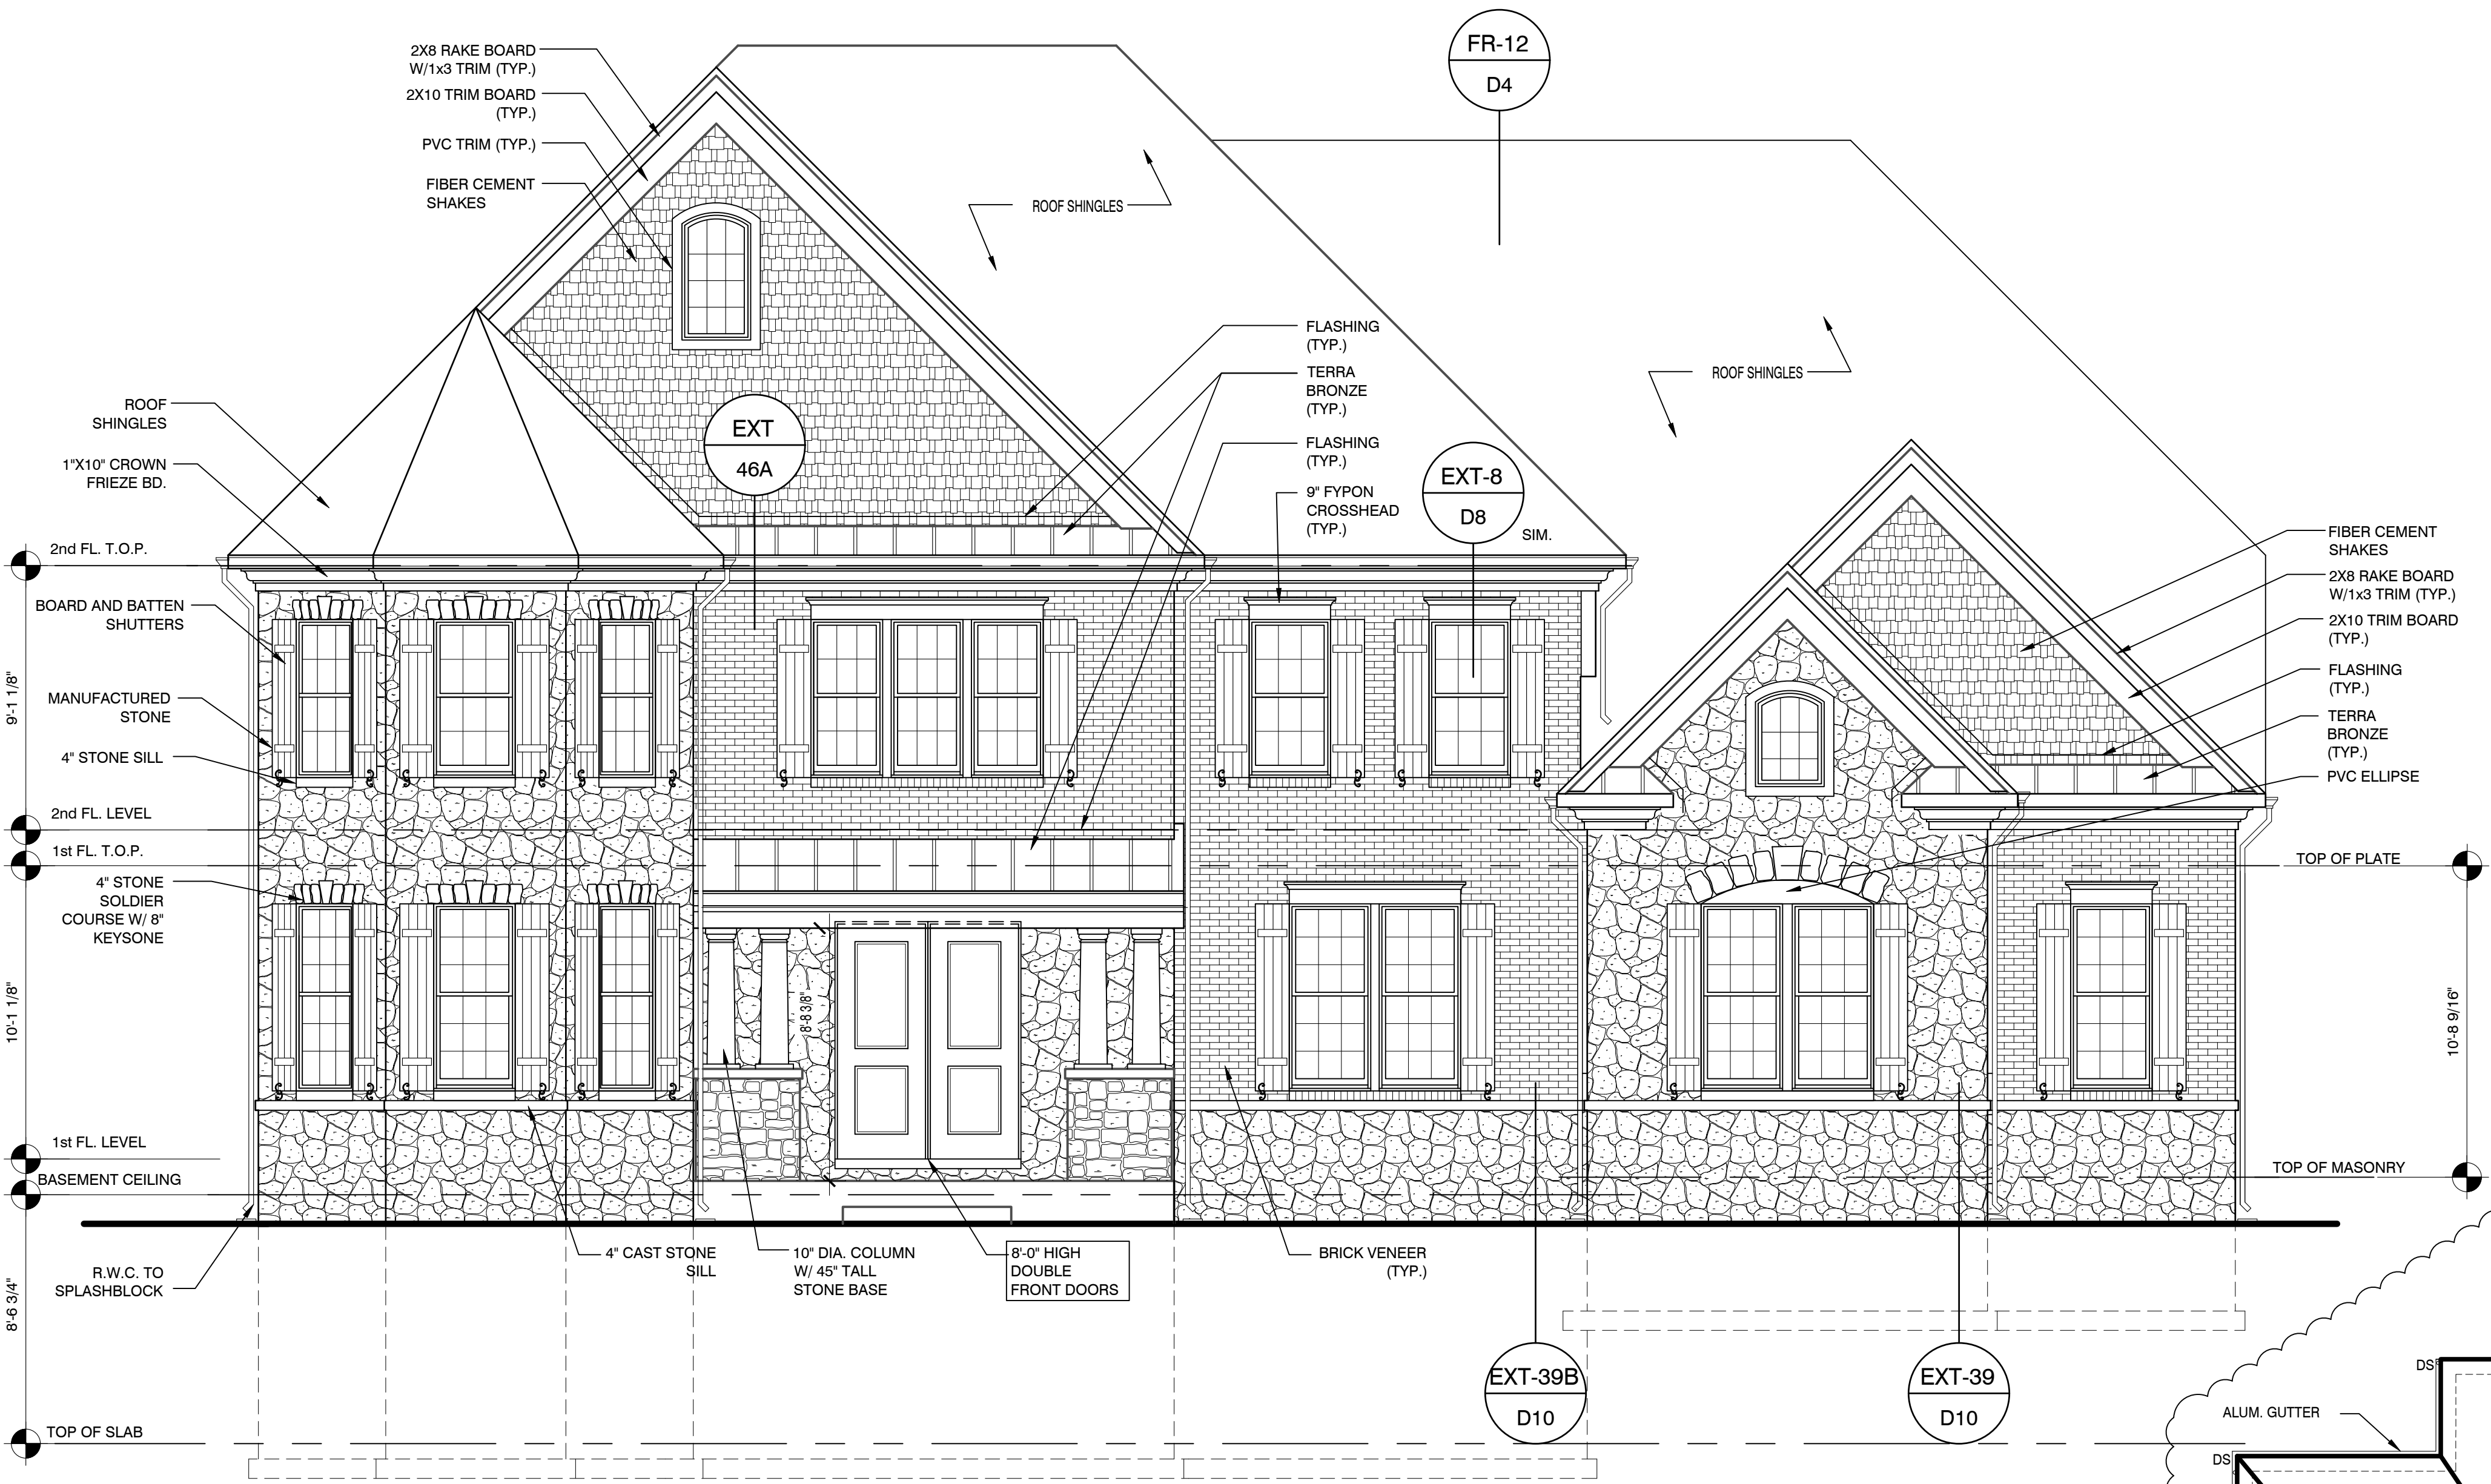 FR-12
D4
2X8 RAKE BOARD
W/1x3 TRIM (TYP.)
2X10 TRIM BOARD
(TYP.)
PVC TRIM (TYP.)
FIBER CEMENT
SHAKES
ROOF SHINGLES
ROOF SHINGLES
FLASHING
(TYP.)
TERRA
BRONZE
(TYP.)
FLASHING
(TYP.)
9" FYPON
CROSSHEAD
(TYP.)
EXT
46A
EXT-8
D8
SIM.
ROOF
SHINGLES
1"X10" CROWN
FRIEZE BD.
2nd FL. T.O.P.
BOARD AND BATTEN
SHUTTERS
9'-1 1/8"
MANUFACTURED
STONE
4" STONE SILL
2nd FL. LEVEL
1st FL. T.O.P.
4" STONE
SOLDIER
COURSE W/ 8"
KEYSONE
10'-1 1/8"
1st FL. LEVEL
BASEMENT CEILING
R.W.C. TO
SPLASHBLOCK
8'-6 3/4"
TOP OF SLAB
FIBER CEMENT
SHAKES
2X8 RAKE BOARD
W/1x3 TRIM (TYP.)
2X10 TRIM BOARD
(TYP.)
FLASHING
(TYP.)
TERRA
BRONZE
(TYP.)
PVC ELLIPSE
TOP OF PLATE
10'-8 9/16"
TOP OF MASONRY
8'-8 3/8"
4" CAST STONE
SILL
10" DIA. COLUMN
W/ 45" TALL
STONE BASE
8'-0" HIGH
DOUBLE
FRONT DOORS
BRICK VENEER
(TYP.)
EXT-39B
D10
EXT-39
D10
DS
ALUM. GUTTER
DS